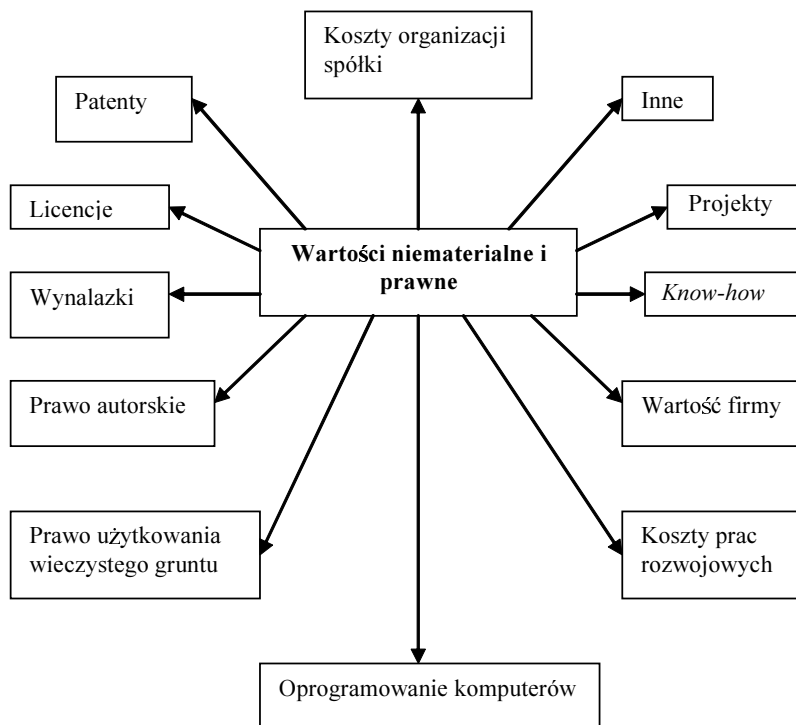 Koszty organizacji
spółki
Patenty
Inne
Licencje
Projekty
Wartości niematerialne i
prawne
Wynalazki
Know-how
Prawo autorskie
Wartość firmy
Prawo użytkowania
wieczystego gruntu
Koszty prac
rozwojowych
Oprogramowanie komputerów